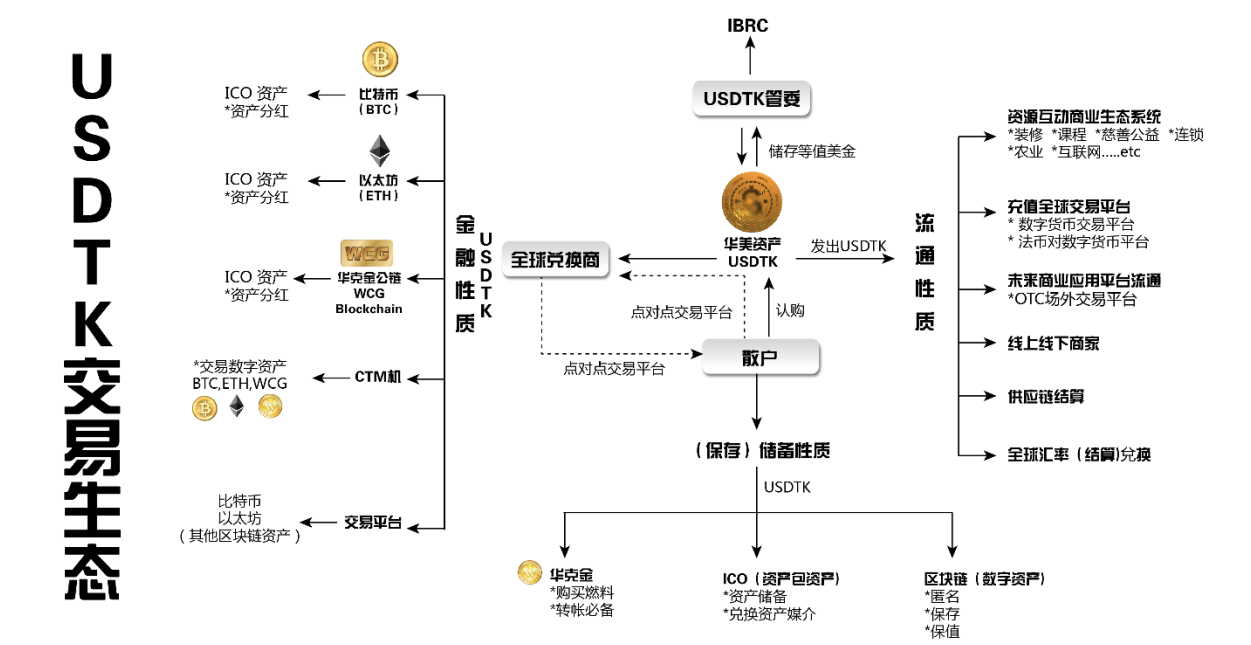 USDTK交易生态
IBRC
USDTK管委
储存等值美金
华美资产
USDTK
发出USDTK
全球兑换商
点对点交易平台
认购
点对点交易平台
散户
(保存)储备性质
USDTK
华克金
*购买燃料
*转帐必备
ICO(资产包资产)
*资产储备
*兑换资产媒介
区块链(数字资产)
*匿名
*保存
*保值
金融性质
USDTK
比特币
(BTC)
ICO 资产
*资产分红
以太坊
(ETH)
ICO 资产
*资产分红
WCG
华克金公链
WCG
Blockchain
ICO 资产
*资产分红
CTM机
*交易数字资产
BTC,ETH,WCG
交易平台
比特币
以太坊
(其他区块链资产)
流通性质
资源互动商业生态系统
*装修 *课程 *慈善公益 *连锁
*农业 *互联网.....etc
充值全球交易平台
* 数字货币交易平台
* 法币对数字货币平台
未来商业应用平台流通
*OTC场外交易平台
线上线下商家
供应链结算
全球汇率(结算)兑换